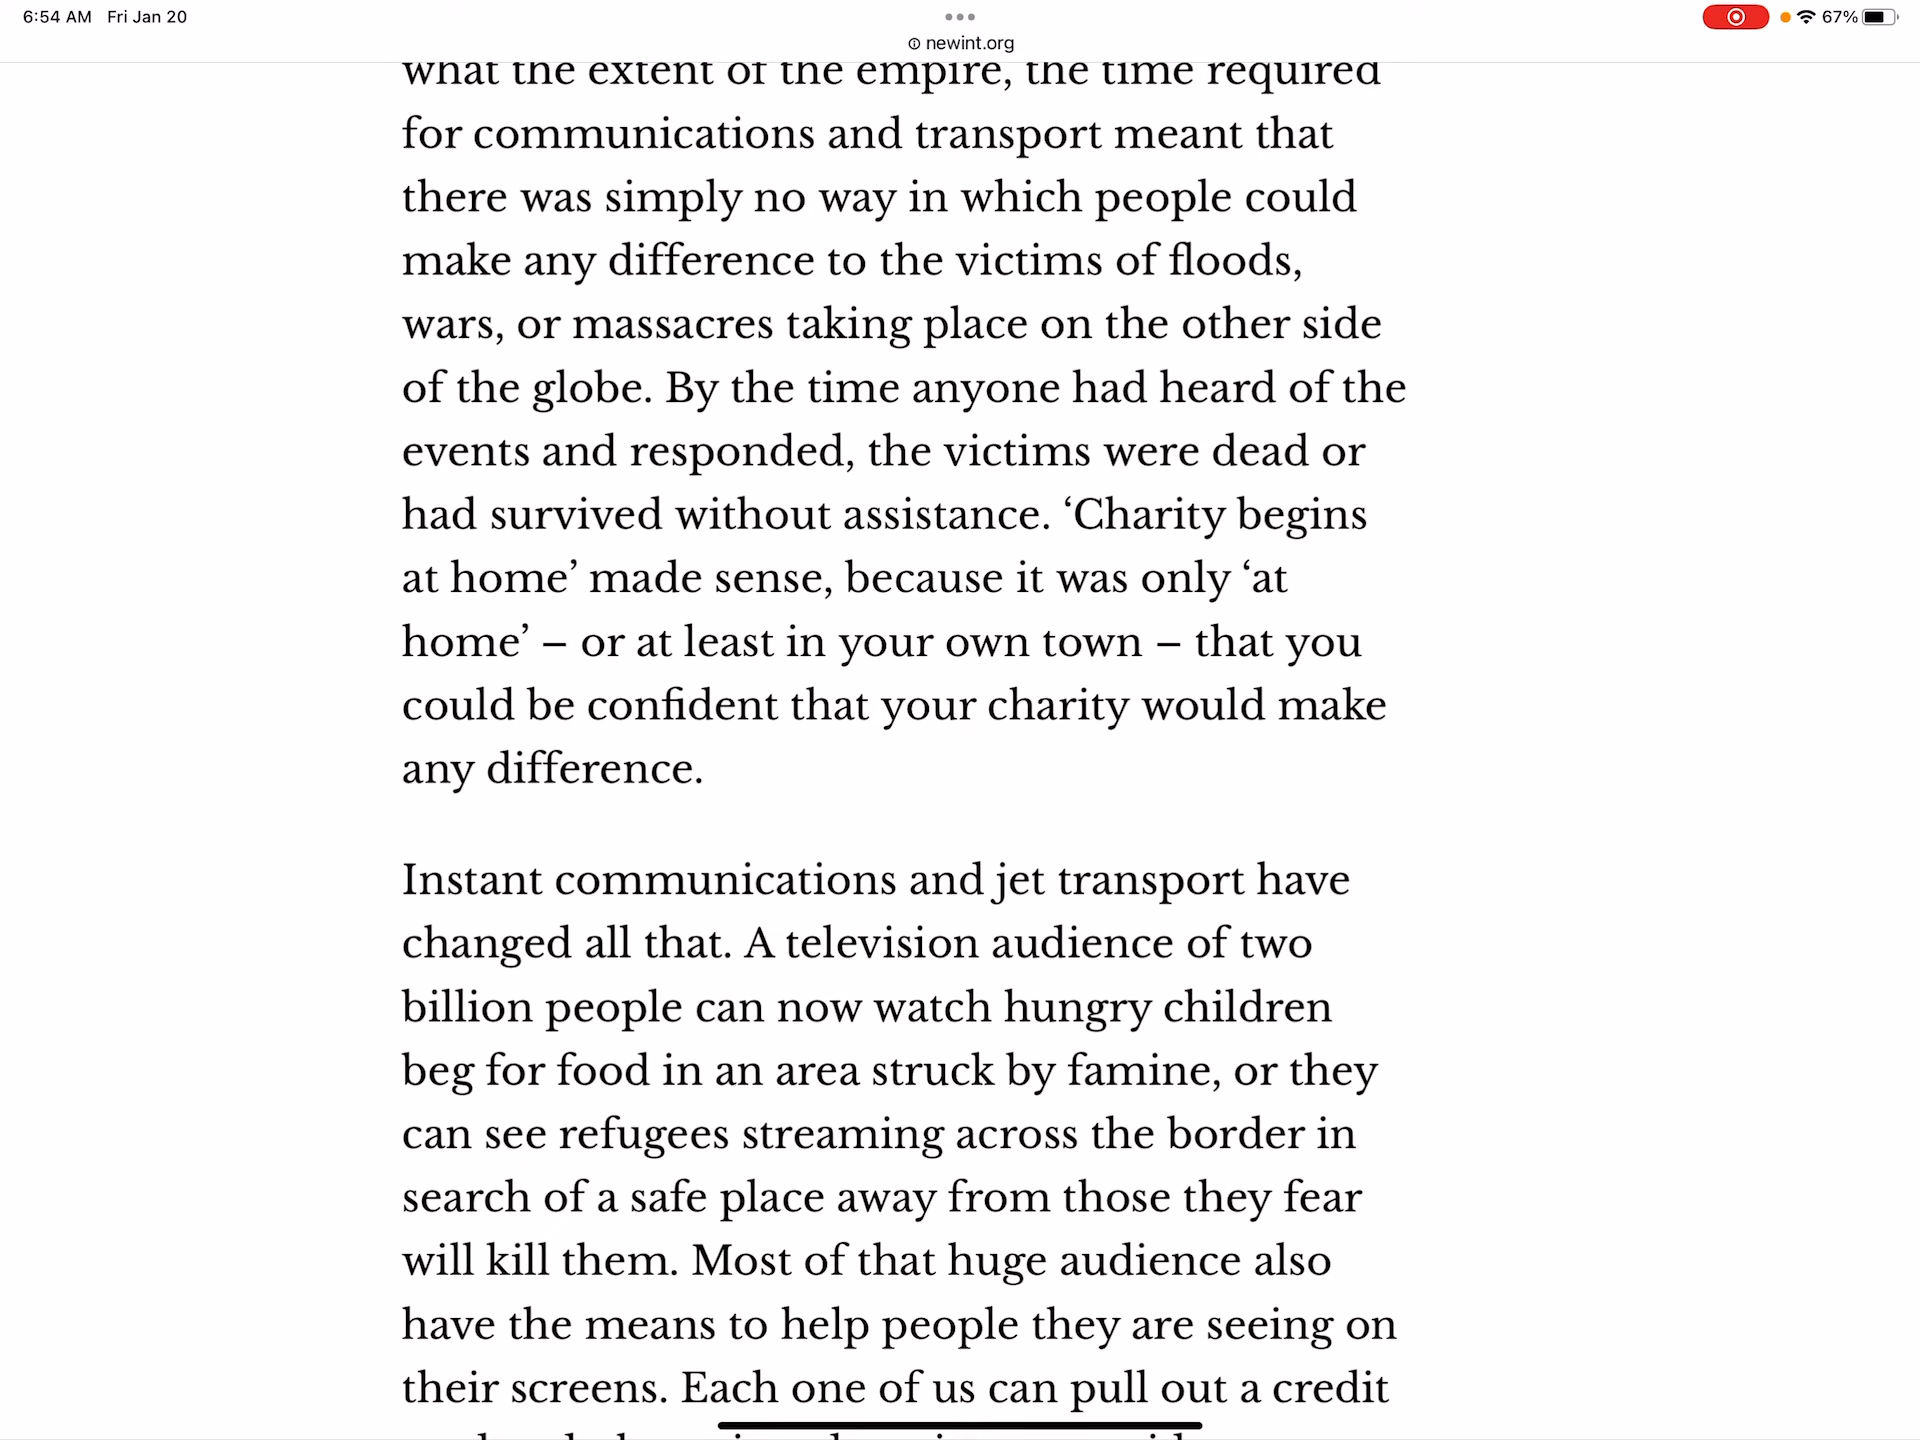 6:54 AM Fri Jan 20
67%
newint.org
what the extent of the empire, the time required
for communications and transport meant that
there was simply no way in which people could
make any difference to the victims of floods,
wars, or massacres taking place on the other side
of the globe. By the time anyone had heard of the
events and responded, the victims were dead or
had survived without assistance. ‘Charity begins
at home’ made sense, because it was only ‘at
home’ – or at least in your own town – that you
could be confident that your charity would make
any difference.
Instant communications and jet transport have
changed all that. A television audience of two
billion people can now watch hungry children
beg for food in an area struck by famine, or they
can see refugees streaming across the border in
search of a safe place away from those they fear
will kill them. Most of that huge audience also
have the means to help people they are seeing on
their screens. Each one of us can pull out a credit